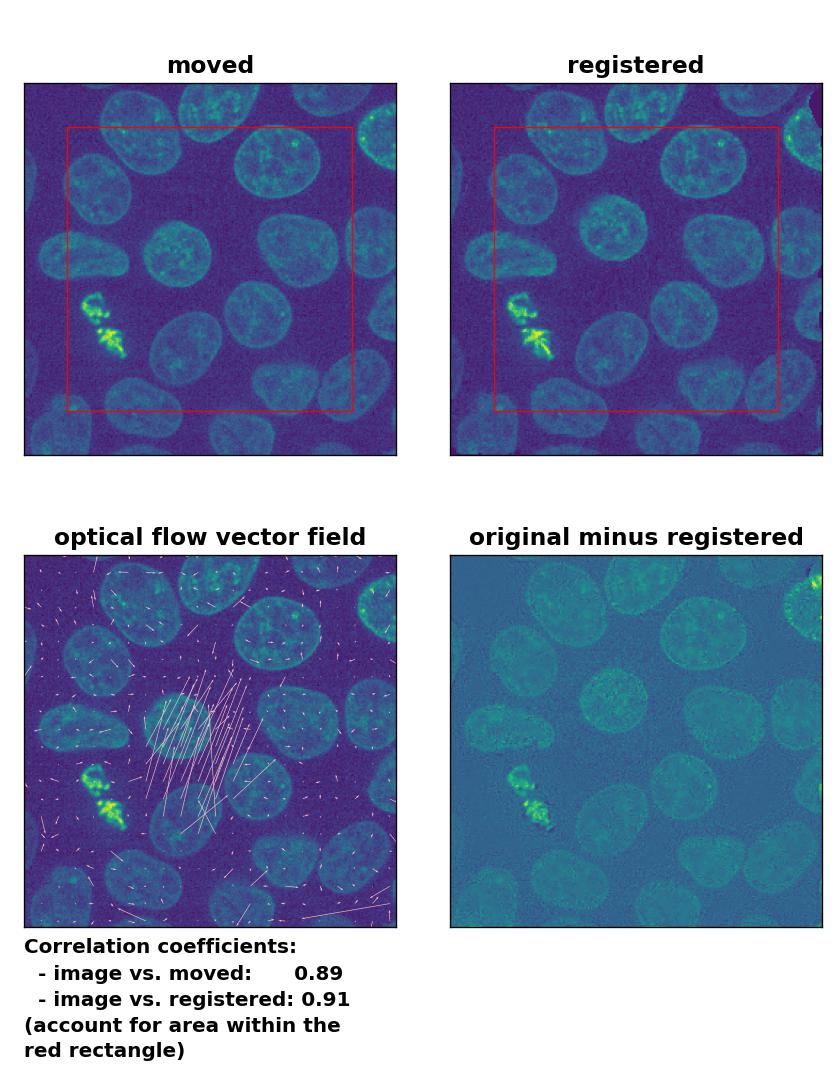 moved
registered
optical flow vector field
original minus registered
Correlation coefficients:
- image vs. moved: 0.89
- image vs. registered: 0.91
(account for area within the
red rectangle)